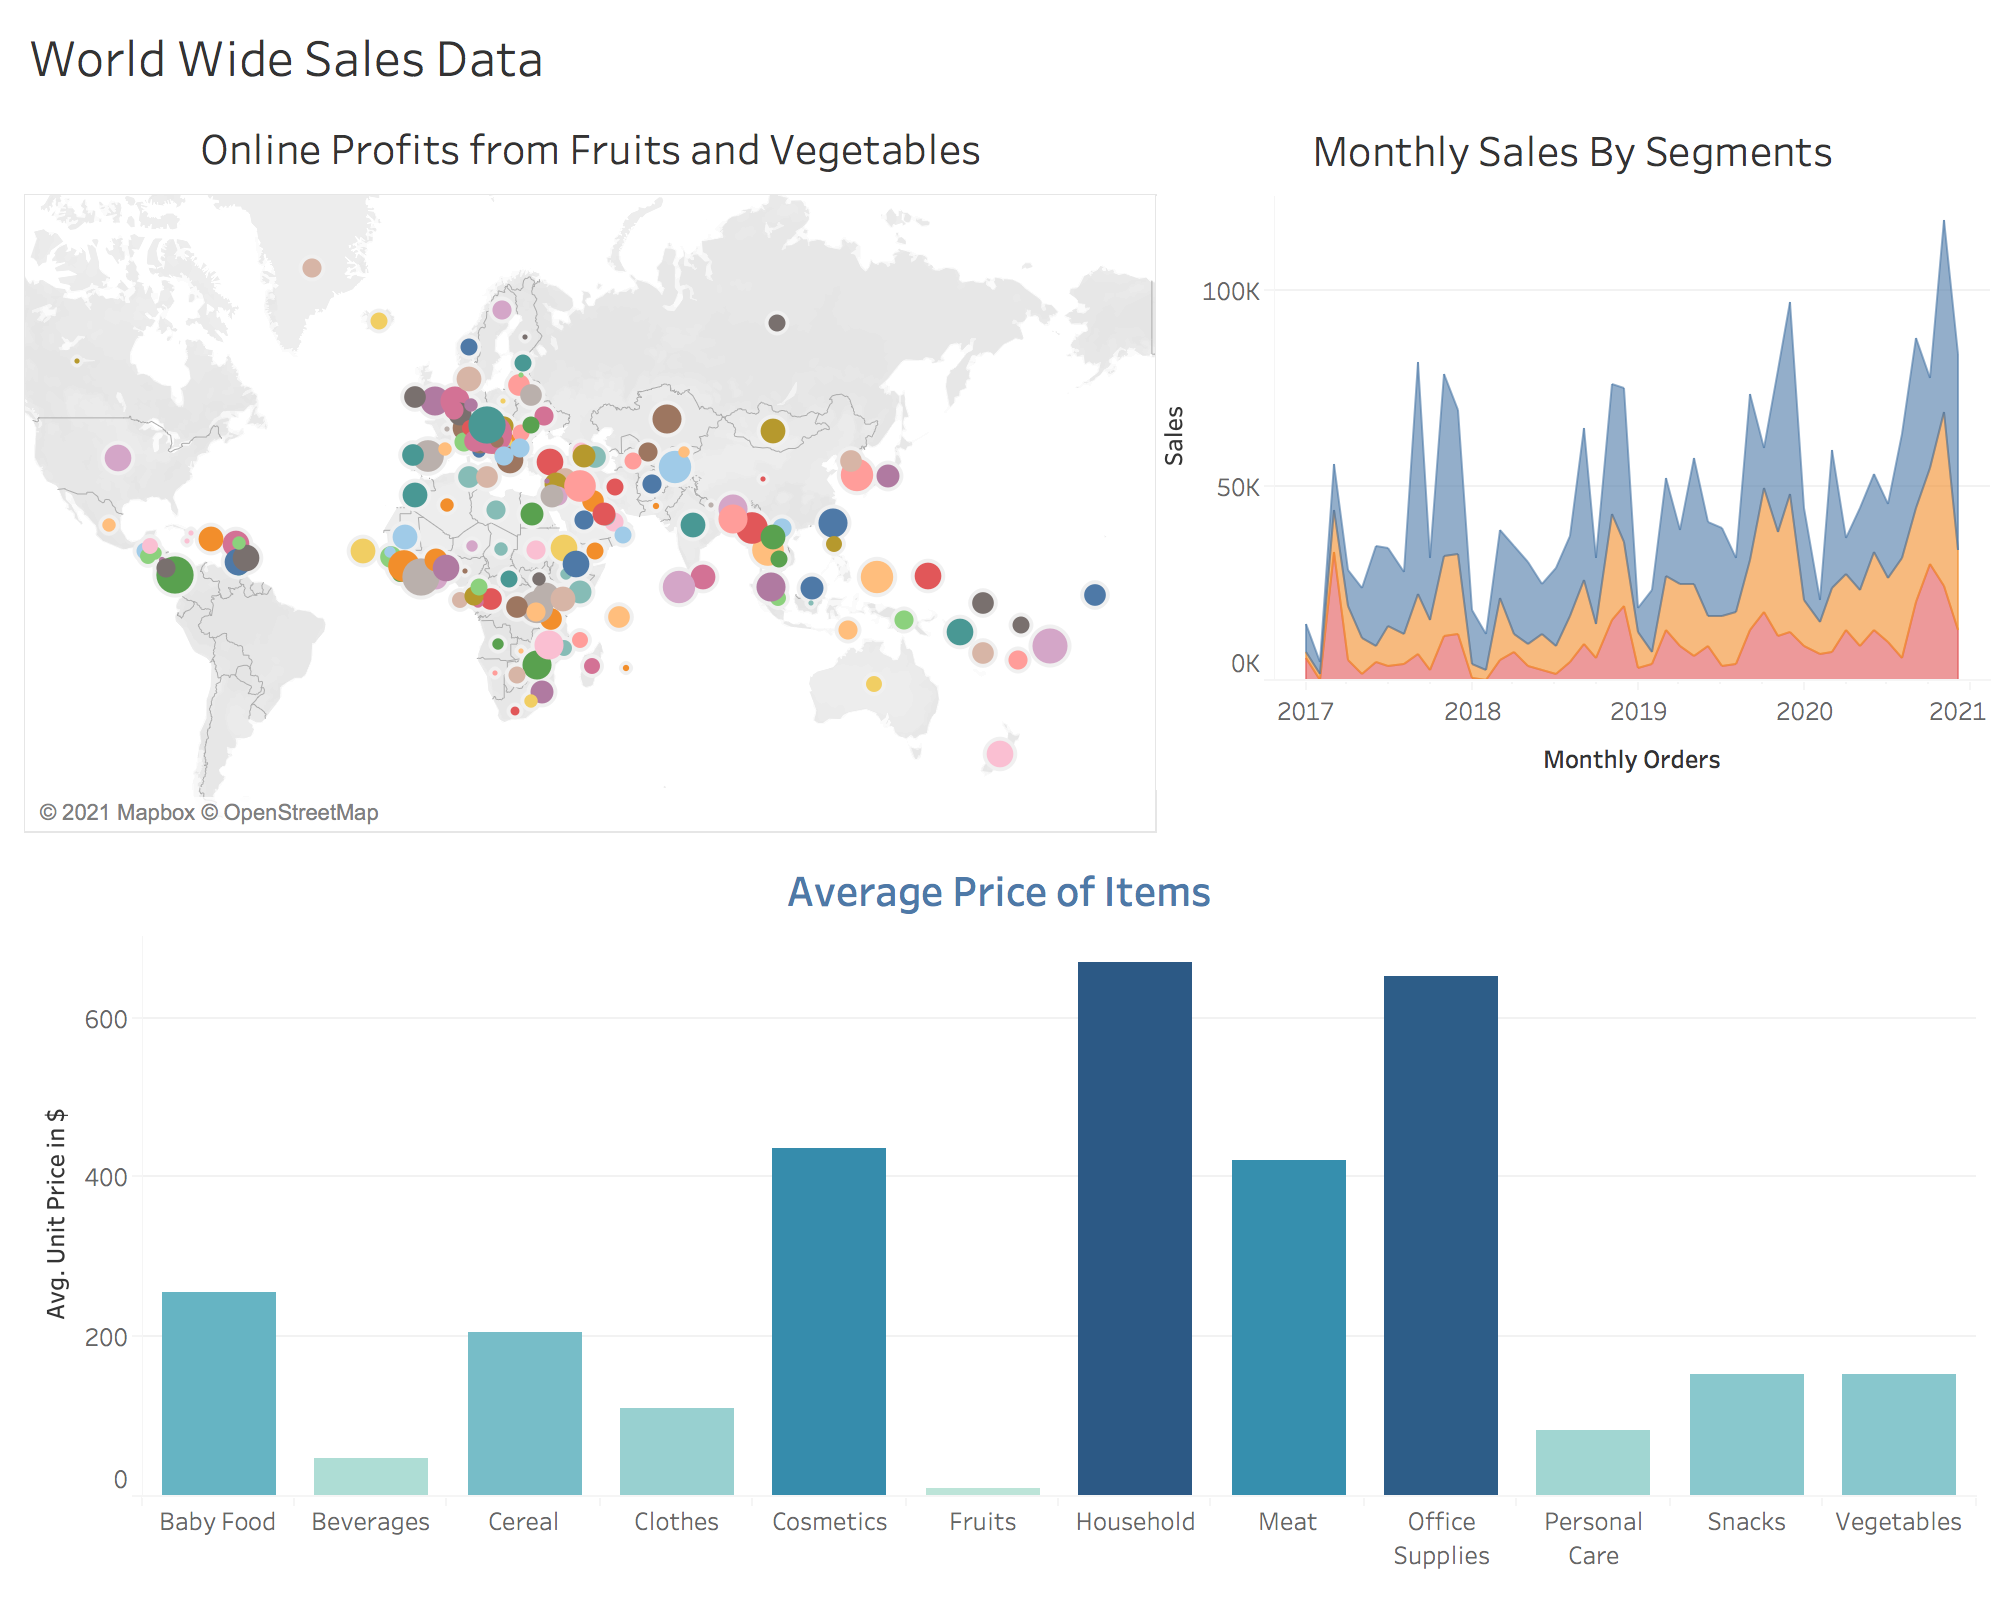 World Wide Sales Data
Online Profits from Fruits and Vegetables
© 2021 Mapbox © OpenStreetMap
Monthly Sales By Segments
Sales
100K
50K
0K
2017 2018 2019 2020 2021
Monthly Orders
Average Price of Items
Avg. Unit Price in $
600
400
200
0
Baby Food Beverages Cereal Clothes Cosmetics Fruits Household Meat Office Personal Snacks Vegetables
Supplies Care